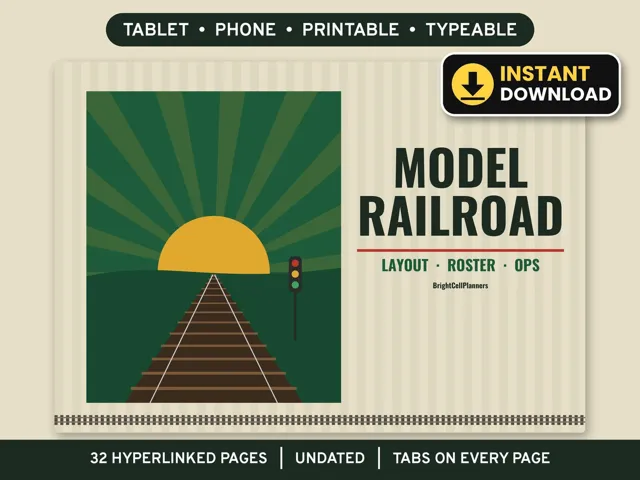 TABLET • PHONE • PRINTABLE • TYPEABLE
INSTANT
DOWNLOAD
MODEL
RAILROAD
LAYOUT · ROSTER · OPS
BrightCellPlanners
32 HYPERLINKED PAGES | UNDATED | TABS ON EVERY PAGE